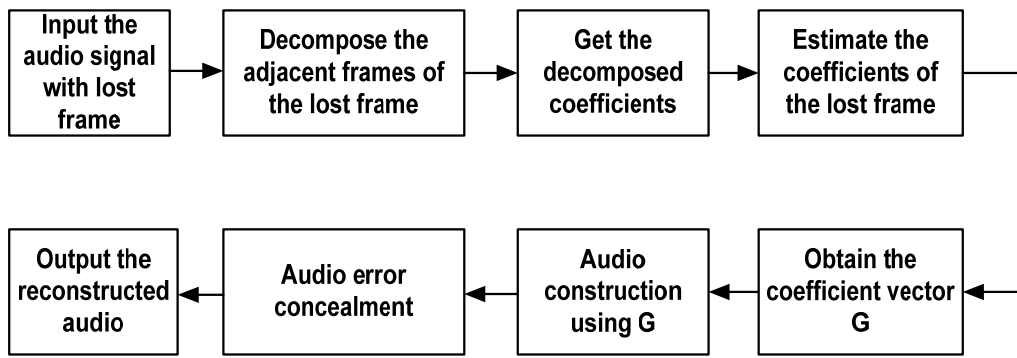 Input the
audio signal
with lost
frame
Decompose the
adjacent frames of
the lost frame
Get the
decomposed
coefficients
Estimate the
coefficients of
the lost frame
Obtain the
coefficient vector
G
Audio
construction
using G
Audio error
concealment
Output the
reconstructed
audio